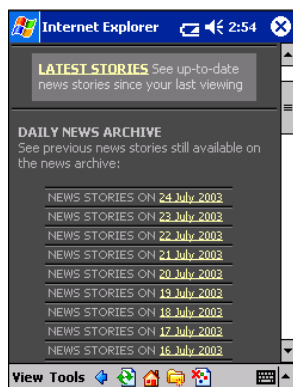 Internet Explorer 2:54
LATEST STORIES See up-to-date
news stories since your last viewing
DAILY NEWS ARCHIVE
See previous news stories still available on
the news archive:
NEWS STORIES ON 24 July 2003
NEWS STORIES ON 23 July 2003
NEWS STORIES ON 22 July 2003
NEWS STORIES ON 21 July 2003
NEWS STORIES ON 20 July 2003
NEWS STORIES ON 19 July 2003
NEWS STORIES ON 18 July 2003
NEWS STORIES ON 17 July 2003
NEWS STORIES ON 16 July 2003
View Tools